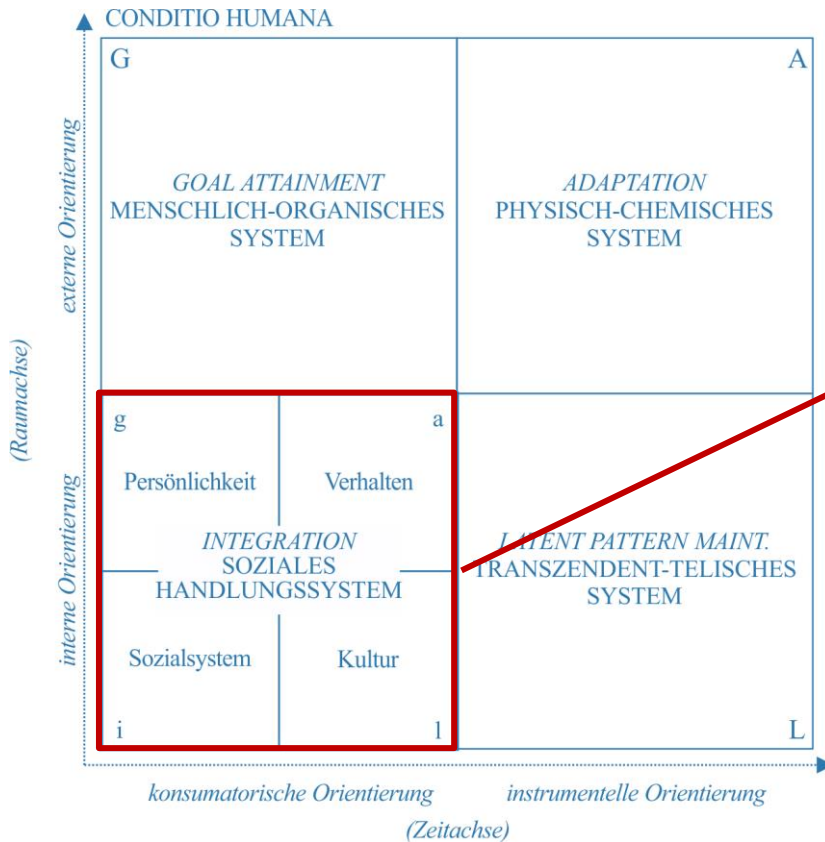 CONDITIO HUMANA
G
A
externe Orientierung
GOAL ATTAINMENT
MENSCHLICH-ORGANISCHES
SYSTEM
ADAPTATION
PHYSISCH-CHEMISCHES
SYSTEM
(Raumachse)
interne Orientierung
g
a
Persönlichkeit
Verhalten
INTEGRATION
SOZIALES
HANDLUNGSSYSTEM
Sozialsystem
Kultur
i
l
LATENT PATTERN MAINT.
TRANSZENDENT-TELISCHES
SYSTEM
L
konsumatorische Orientierung
instrumentelle Orientierung
(Zeitachse)